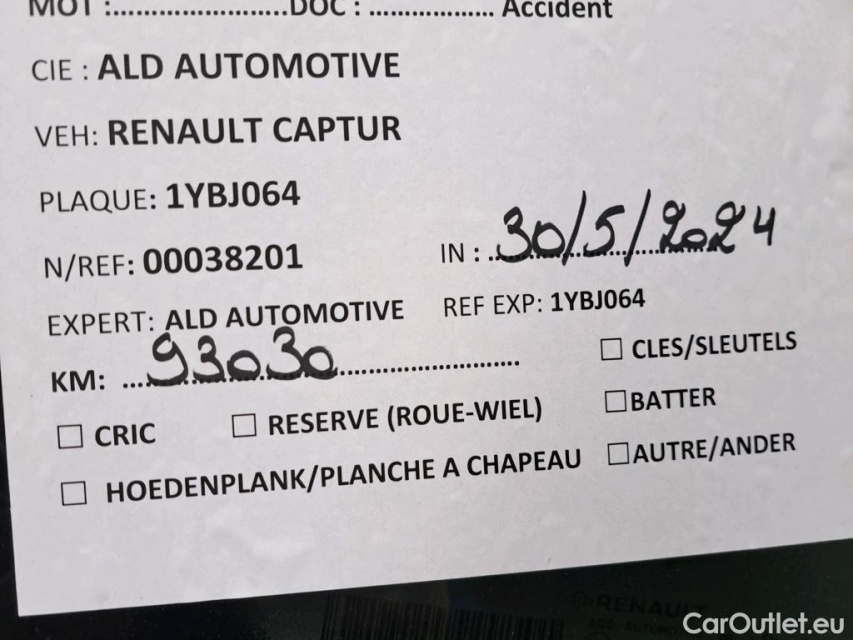 MOT :........................DOC : .................. Accident
CIE : ALD AUTOMOTIVE
VEH: RENAULT CAPTUR
PLAQUE: 1YBJ064
N/REF: 00038201
IN : 30/5/2024
EXPERT: ALD AUTOMOTIVE
REF EXP: 1YBJ064
KM: ...93030..........................
☐ CLES/SLEUTELS
☐ CRIC ☐ RESERVE (ROUE-WIEL) ☐BATTER
☐ HOEDENPLANK/PLANCHE A CHAPEAU ☐AUTRE/ANDER
RENAULT
CarOutlet.eu